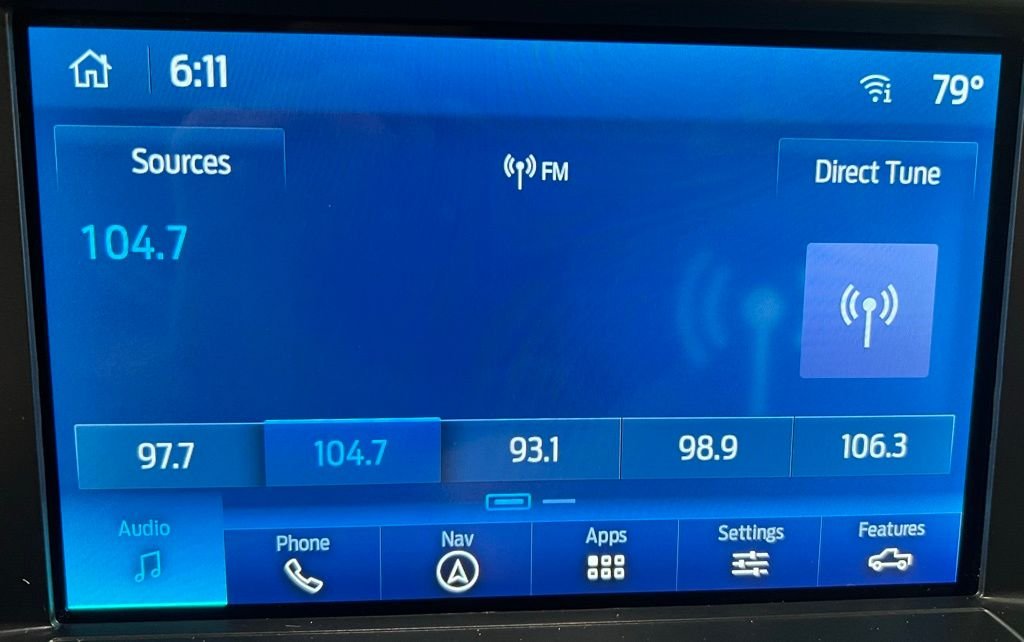 6:11
79°
Sources
FM
Direct Tune
104.7
97.7
104.7
93.1
98.9
106.3
Audio
Phone
Nav
Apps
Settings
Features